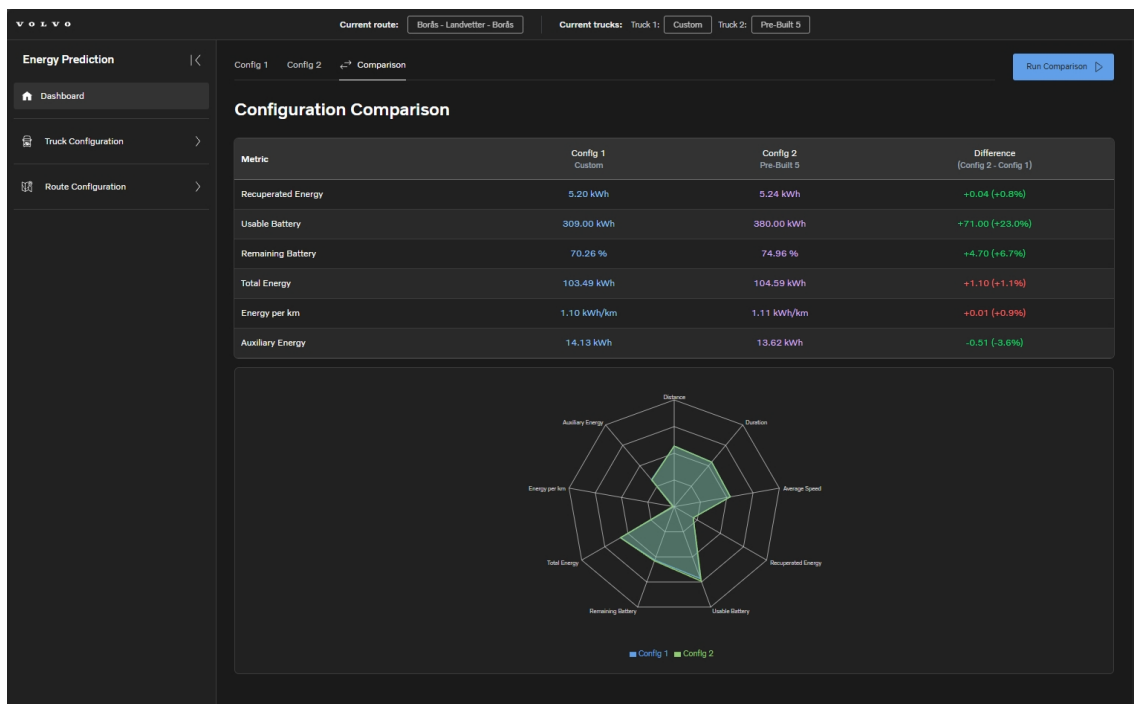 VOLVO
Current route: Borås - Landvetter - Borås Current trucks: Truck 1: Custom Truck 2: Pre-Built 5
Energy Prediction
Dashboard
Truck Configuration
Route Configuration
Config 1 Config 2 Comparison
Run Comparison
Configuration Comparison
Metric Config 1 Config 2 Difference
Custom Pre-Built 5 (Config 2 - Config 1)
Recuperated Energy 5.20 kWh 5.24 kWh +0.04 (+0.8%)
Usable Battery 309.00 kWh 380.00 kWh +71.00 (+23.0%)
Remaining Battery 70.26 % 74.96 % +4.70 (+6.7%)
Total Energy 103.49 kWh 104.59 kWh +1.10 (+1.1%)
Energy per km 1.10 kWh/km 1.11 kWh/km +0.01 (+0.9%)
Auxiliary Energy 14.13 kWh 13.62 kWh -0.51 (-3.6%)
Distance
Auxiliary Energy Duration
Energy per km Average Speed
Total Energy Recuperated Energy
Remaining Battery Usable Battery
Config 1 Config 2